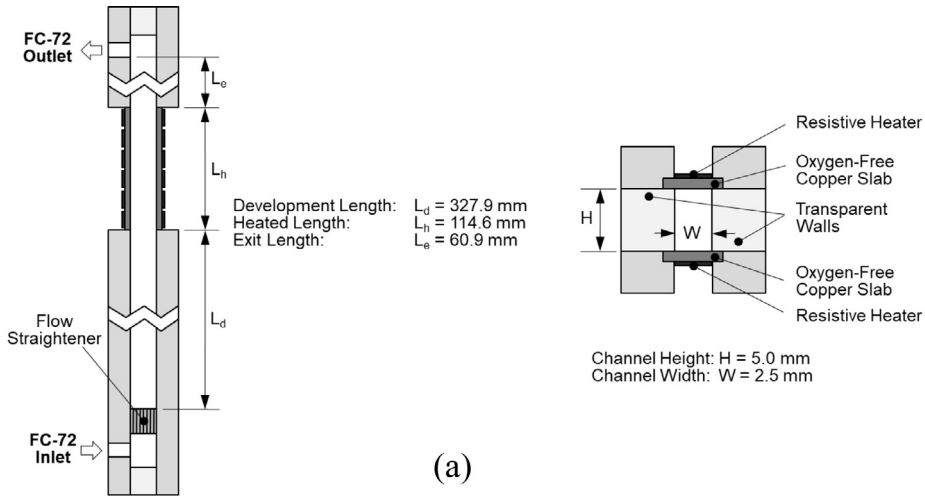 FC-72
Outlet
Lₑ
Lₕ
Development Length: L_d = 327.9 mm
Heated Length: Lₕ = 114.6 mm
Exit Length: Lₑ = 60.9 mm
L_d
Flow
Straightener
FC-72
Inlet
Resistive Heater
Oxygen-Free
Copper Slab
Transparent
Walls
H
W
Oxygen-Free
Copper Slab
Resistive Heater
Channel Height: H = 5.0 mm
Channel Width: W = 2.5 mm
(a)